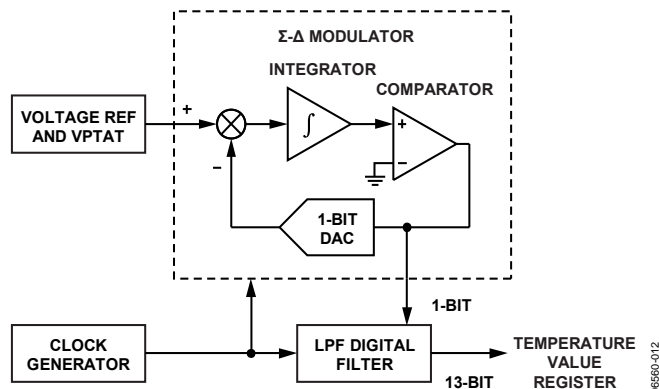 Σ-Δ MODULATOR
INTEGRATOR
COMPARATOR
VOLTAGE REF
AND VPTAT
+
−
∫
+
−
1-BIT
DAC
1-BIT
CLOCK
GENERATOR
LPF DIGITAL
FILTER
13-BIT
TEMPERATURE
VALUE
REGISTER
06560-012